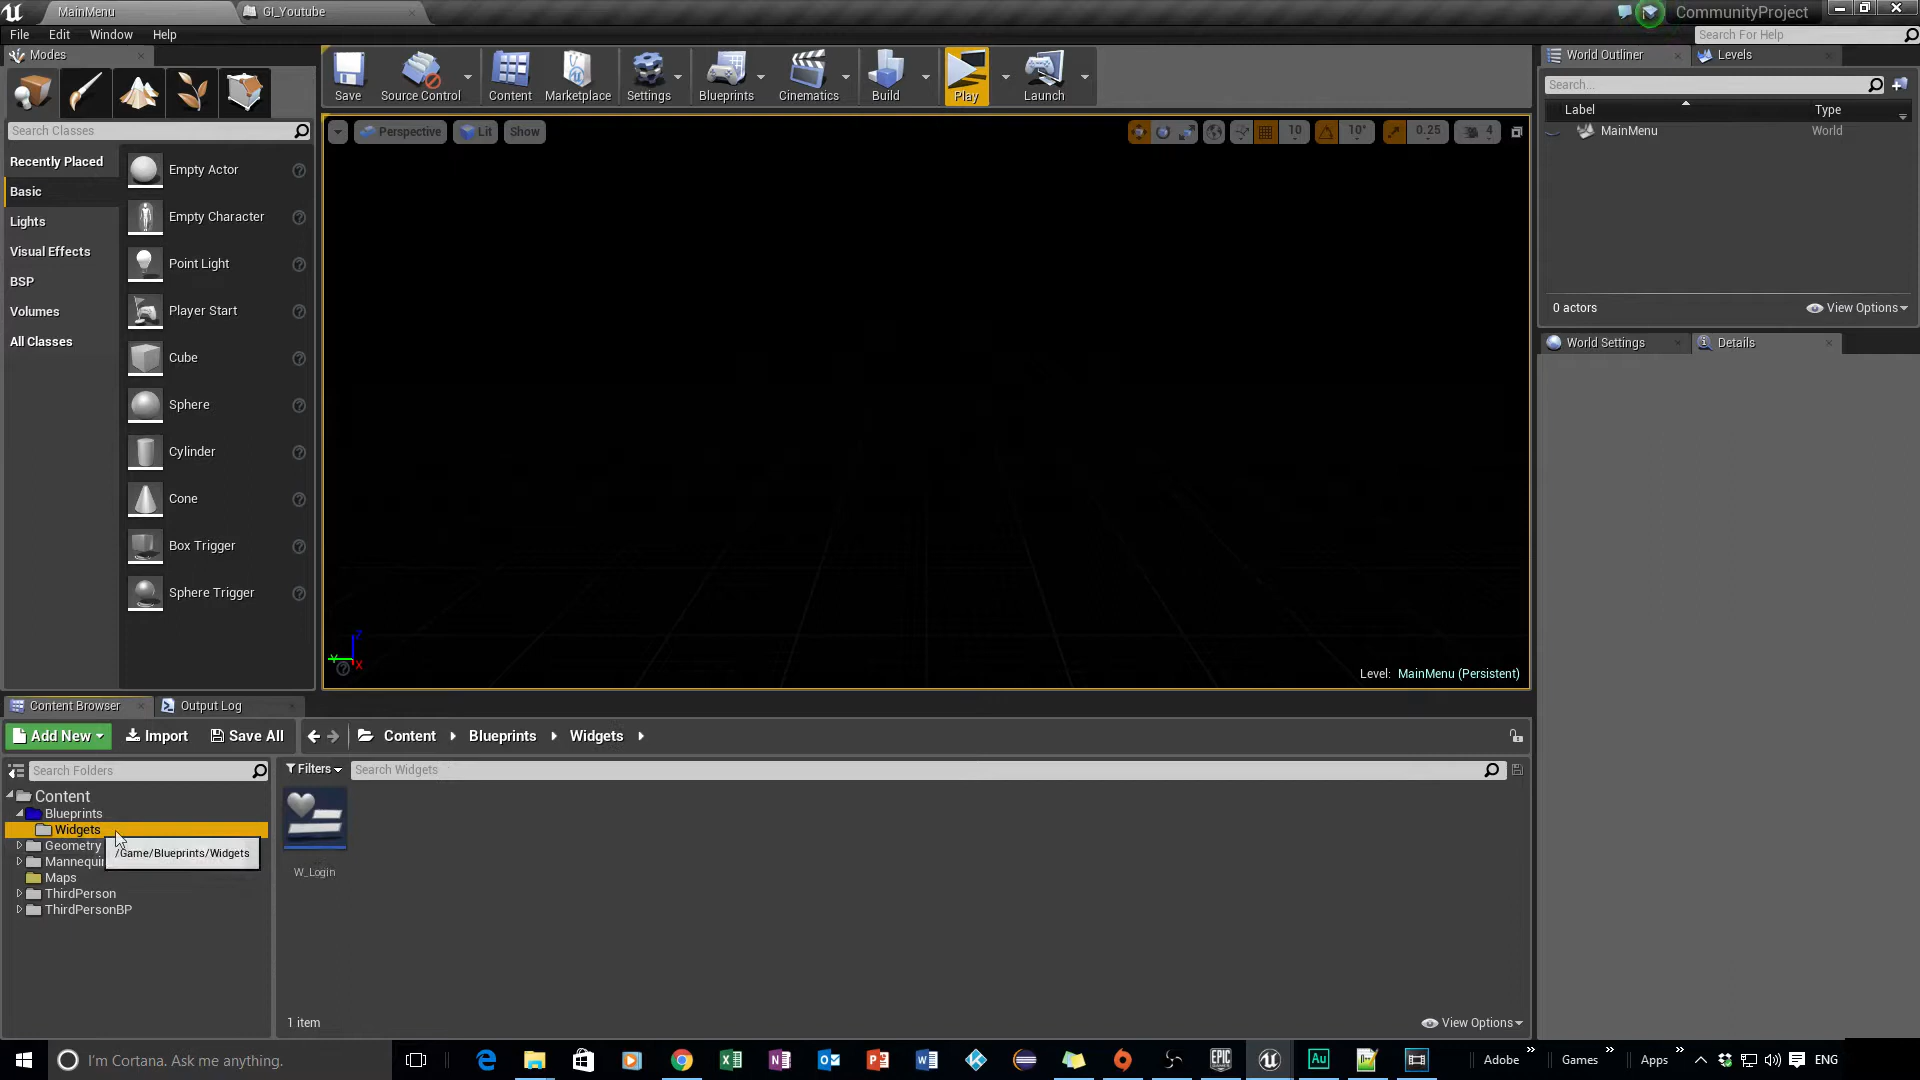 MainMenu
GI_Youtube
CommunityProject
File Edit Window Help
Search For Help
Modes
Search Classes
Recently Placed
Basic
Lights
Visual Effects
BSP
Volumes
All Classes
Empty Actor
Empty Character
Point Light
Player Start
Cube
Sphere
Cylinder
Cone
Box Trigger
Sphere Trigger
Save
Source Control
Content
Marketplace
Settings
Blueprints
Cinematics
Build
Play
Launch
Perspective
Lit
Show
10
10°
0.25
4
Z
Y
X
Level: MainMenu (Persistent)
World Outliner
Levels
Search...
Label Type
MainMenu World
0 actors
View Options
World Settings
Details
Content Browser
Output Log
Add New
Import
Save All
Content Blueprints Widgets
Search Folders
Filters
Search Widgets
Content
Blueprints
Widgets
Geometry
Mannequin
/Game/Blueprints/Widgets
Maps
ThirdPerson
ThirdPersonBP
W_Login
1 item
View Options
I'm Cortana. Ask me anything.
Adobe
Games
Apps
ENG